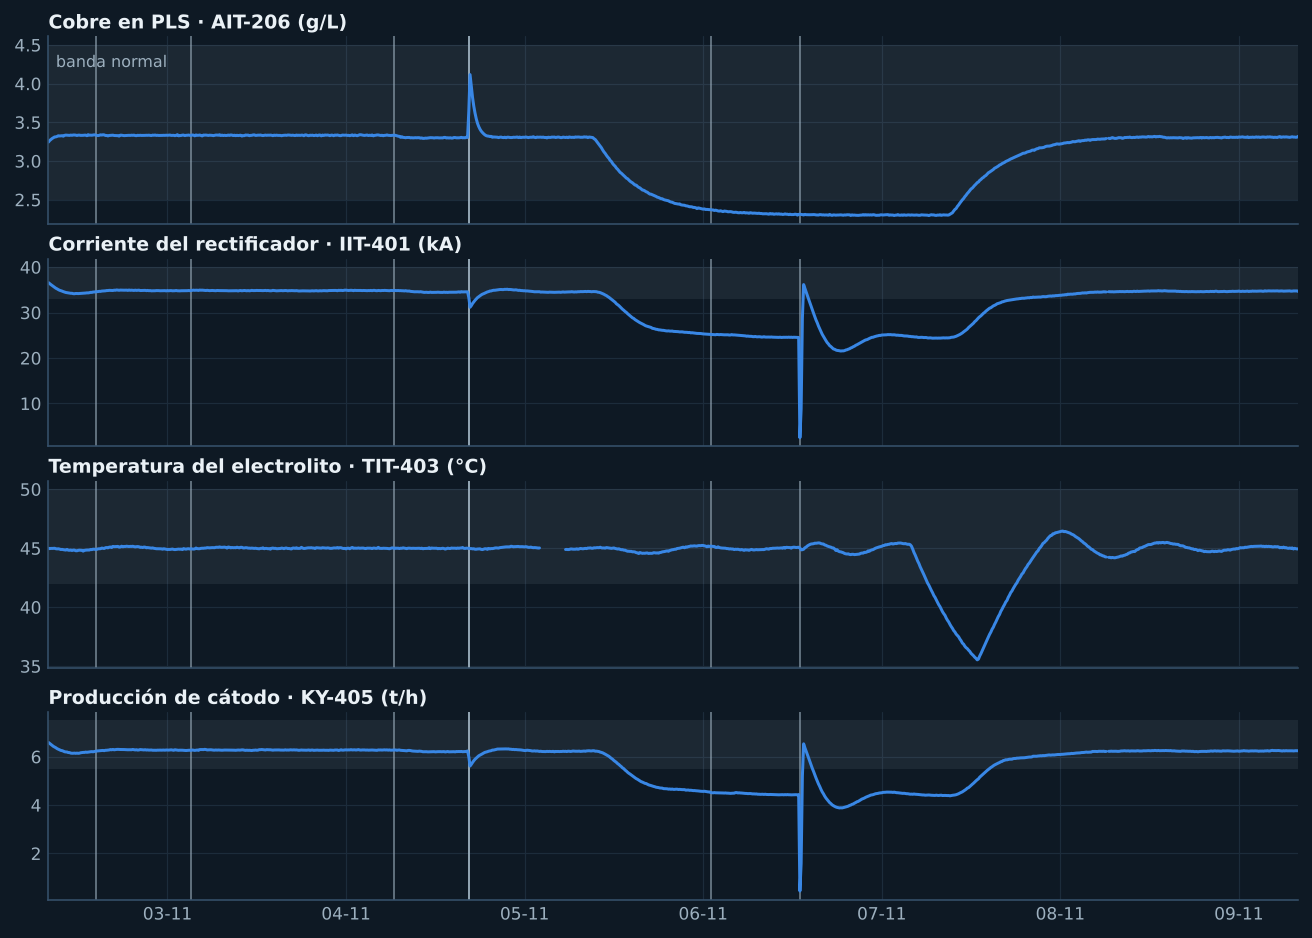 Cobre en PLS · AIT-206 (g/L)
4.5
banda normal
4.0
3.5
3.0
2.5
Corriente del rectificador · IIT-401 (kA)
40
30
20
10
Temperatura del electrolito · TIT-403 (°C)
50
45
40
35
Producción de cátodo · KY-405 (t/h)
6
4
2
03-11 04-11 05-11 06-11 07-11 08-11 09-11